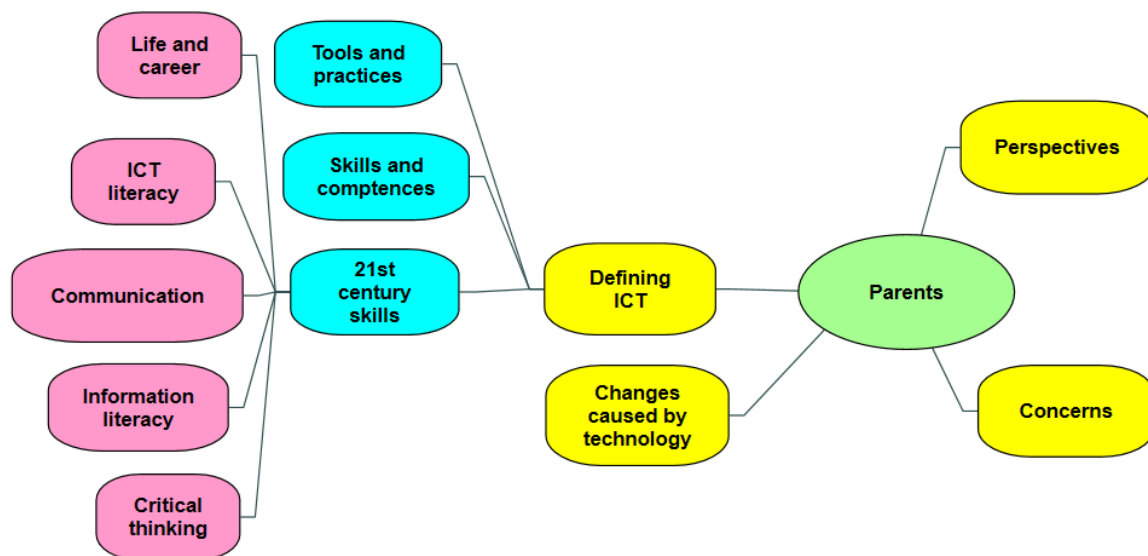 Life and
career
ICT
literacy
Communication
Information
literacy
Critical
thinking
Tools and
practices
Skills and
comptences
21st
century
skills
Defining
ICT
Changes
caused by
technology
Parents
Perspectives
Concerns